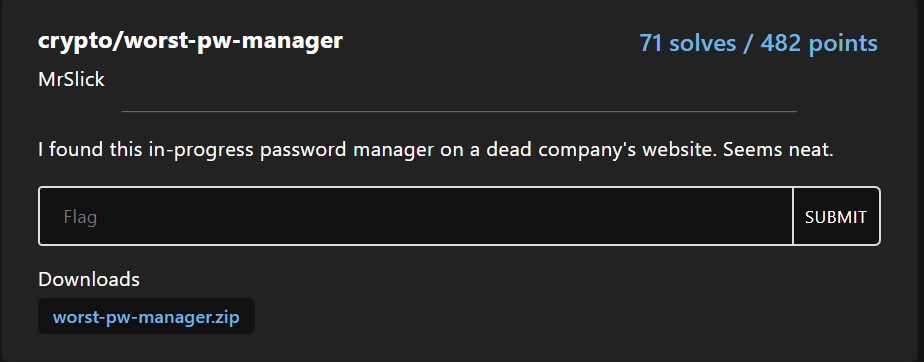 crypto/worst-pw-manager
71 solves / 482 points
MrSlick
I found this in-progress password manager on a dead company's website. Seems neat.
Flag
SUBMIT
Downloads
worst-pw-manager.zip